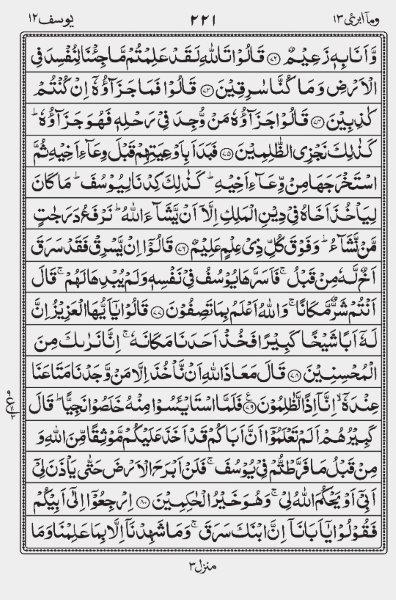 وما ابرئ ١٣ ٢٢١ يوسف ١٢
وَّاَنَا بِهٖ زَعِيْمٌ ﴿٧٢﴾ قَالُوْا تَاللّٰهِ لَقَدْ عَلِمْتُمْ مَّا جِئْنَا لِنُفْسِدَ فِى
الْاَرْضِ وَمَا كُنَّا سٰرِقِيْنَ ﴿٧٣﴾ قَالُوْا فَمَا جَزَآؤُهٗۤ اِنْ كُنْتُمْ
كٰذِبِيْنَ ﴿٧٤﴾ قَالُوْا جَزَآؤُهٗ مَنْ وُّجِدَ فِىْ رَحْلِهٖ فَهُوَ جَزَآؤُهٗ ؕ
كَذٰلِكَ نَجْزِى الظّٰلِمِيْنَ ﴿٧٥﴾ فَبَدَاَ بِاَوْعِيَتِهِمْ قَبْلَ وِعَآءِ اَخِيْهِ ثُمَّ
اسْتَخْرَجَهَا مِنْ وِّعَآءِ اَخِيْهِ ؕ كَذٰلِكَ كِدْنَا لِيُوْسُفَ ؕ مَا كَانَ
لِيَاْخُذَ اَخَاهُ فِىْ دِيْنِ الْمَلِكِ اِلَّاۤ اَنْ يَّشَآءَ اللّٰهُ ؕ نَرْفَعُ دَرَجٰتٍ
مَّنْ نَّشَآءُ ؕ وَفَوْقَ كُلِّ ذِىْ عِلْمٍ عَلِيْمٌ ﴿٧٦﴾ قَالُوْۤا اِنْ يَّسْرِقْ فَقَدْ سَرَقَ
اَخٌ لَّهٗ مِنْ قَبْلُ ۚ فَاَسَرَّهَا يُوْسُفُ فِىْ نَفْسِهٖ وَلَمْ يُبْدِهَا لَهُمْ ۚ قَالَ
اَنْتُمْ شَرٌّ مَّكَانًا ۚ وَاللّٰهُ اَعْلَمُ بِمَا تَصِفُوْنَ ﴿٧٧﴾ قَالُوْا يٰۤاَيُّهَا الْعَزِيْزُ اِنَّ
لَهٗۤ اَبًا شَيْخًا كَبِيْرًا فَخُذْ اَحَدَنَا مَكَانَهٗ ۚ اِنَّا نَرٰىكَ مِنَ
الْمُحْسِنِيْنَ ﴿٧٨﴾ قَالَ مَعَاذَ اللّٰهِ اَنْ نَّاْخُذَ اِلَّا مَنْ وَّجَدْنَا مَتَاعَنَا
عِنْدَهٗۤ ۙ اِنَّاۤ اِذًا لَّظٰلِمُوْنَ ﴿٧٩﴾ فَلَمَّا اسْتَايْئَسُوْا مِنْهُ خَلَصُوْا نَجِيًّا ؕ قَالَ
كَبِيْرُهُمْ اَلَمْ تَعْلَمُوْۤا اَنَّ اَبَاكُمْ قَدْ اَخَذَ عَلَيْكُمْ مَّوْثِقًا مِّنَ اللّٰهِ وَ
مِنْ قَبْلُ مَا فَرَّطْتُّمْ فِىْ يُوْسُفَ ۚ فَلَنْ اَبْرَحَ الْاَرْضَ حَتّٰى يَاْذَنَ لِىْۤ
اَبِىْۤ اَوْ يَحْكُمَ اللّٰهُ لِىْ ۚ وَهُوَ خَيْرُ الْحٰكِمِيْنَ ﴿٨٠﴾ اِرْجِعُوْۤا اِلٰٓى اَبِيْكُمْ
فَقُوْلُوْا يٰۤاَبَانَاۤ اِنَّ ابْنَكَ سَرَقَ ۚ وَمَا شَهِدْنَاۤ اِلَّا بِمَا عَلِمْنَا وَمَا
منزل ٣